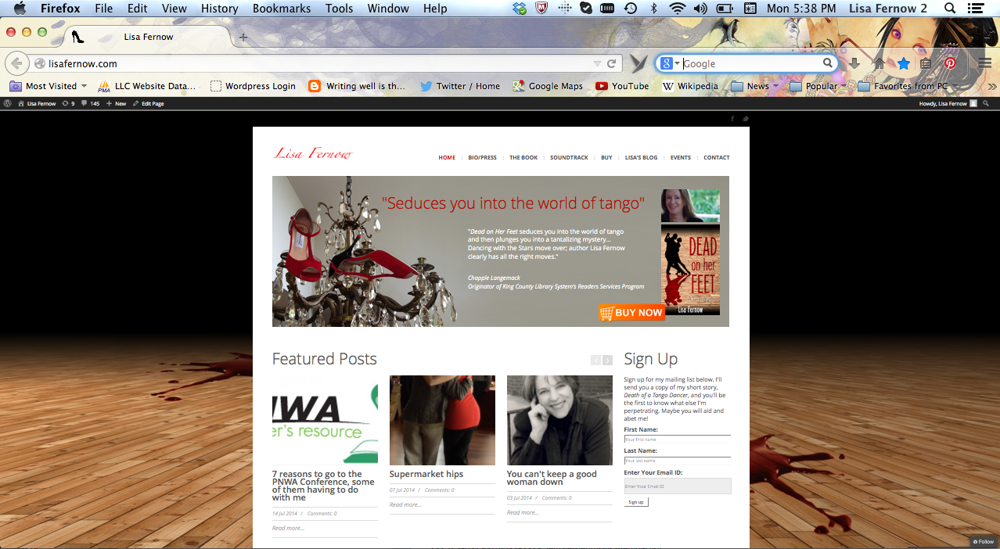 Firefox File Edit View History Bookmarks Tools Window Help Mon 5:38 PM Lisa Fernow 2
Lisa Fernow
lisafernow.com
Google
Most Visited LLC Website Data... Wordpress Login Writing well is th... Twitter / Home Google Maps YouTube Wikipedia News Popular Favorites from PC
Lisa Fernow 9 145 New Edit Page Howdy, Lisa Fernow
Lisa Fernow
HOME : BIO/PRESS : THE BOOK : SOUNDTRACK : BUY : LISA'S BLOG : EVENTS : CONTACT
"Seduces you into the world of tango"
"Dead on Her Feet seduces you into the world of tango
and then plunges you into a tantalizing mystery...
Dancing with the Stars move over; author Lisa Fernow
clearly has all the right moves."
Chapple Langemack
Originator of King County Library System's Readers Services Program
DEAD
on her
FEET
Lisa Fernow
BUY NOW
Featured Posts
NWA
er's resource
7 reasons to go to the
PNWA Conference, some
of them having to do
with me
14 Jul 2014 / Comments: 0
Read more...
Supermarket hips
07 Jul 2014 / Comments: 0
Read more...
You can't keep a good
woman down
03 Jul 2014 / Comments: 0
Read more...
Sign Up
Sign up for my mailing list below. I'll
send you a copy of my short story,
Death of a Tango Dancer, and you'll be
the first to know what else I'm
perpetrating. Maybe you will aid and
abet me!
First Name:
Your first name
Last Name:
Your last name
Enter Your Email ID:
Enter Your Email ID
Sign up
Follow